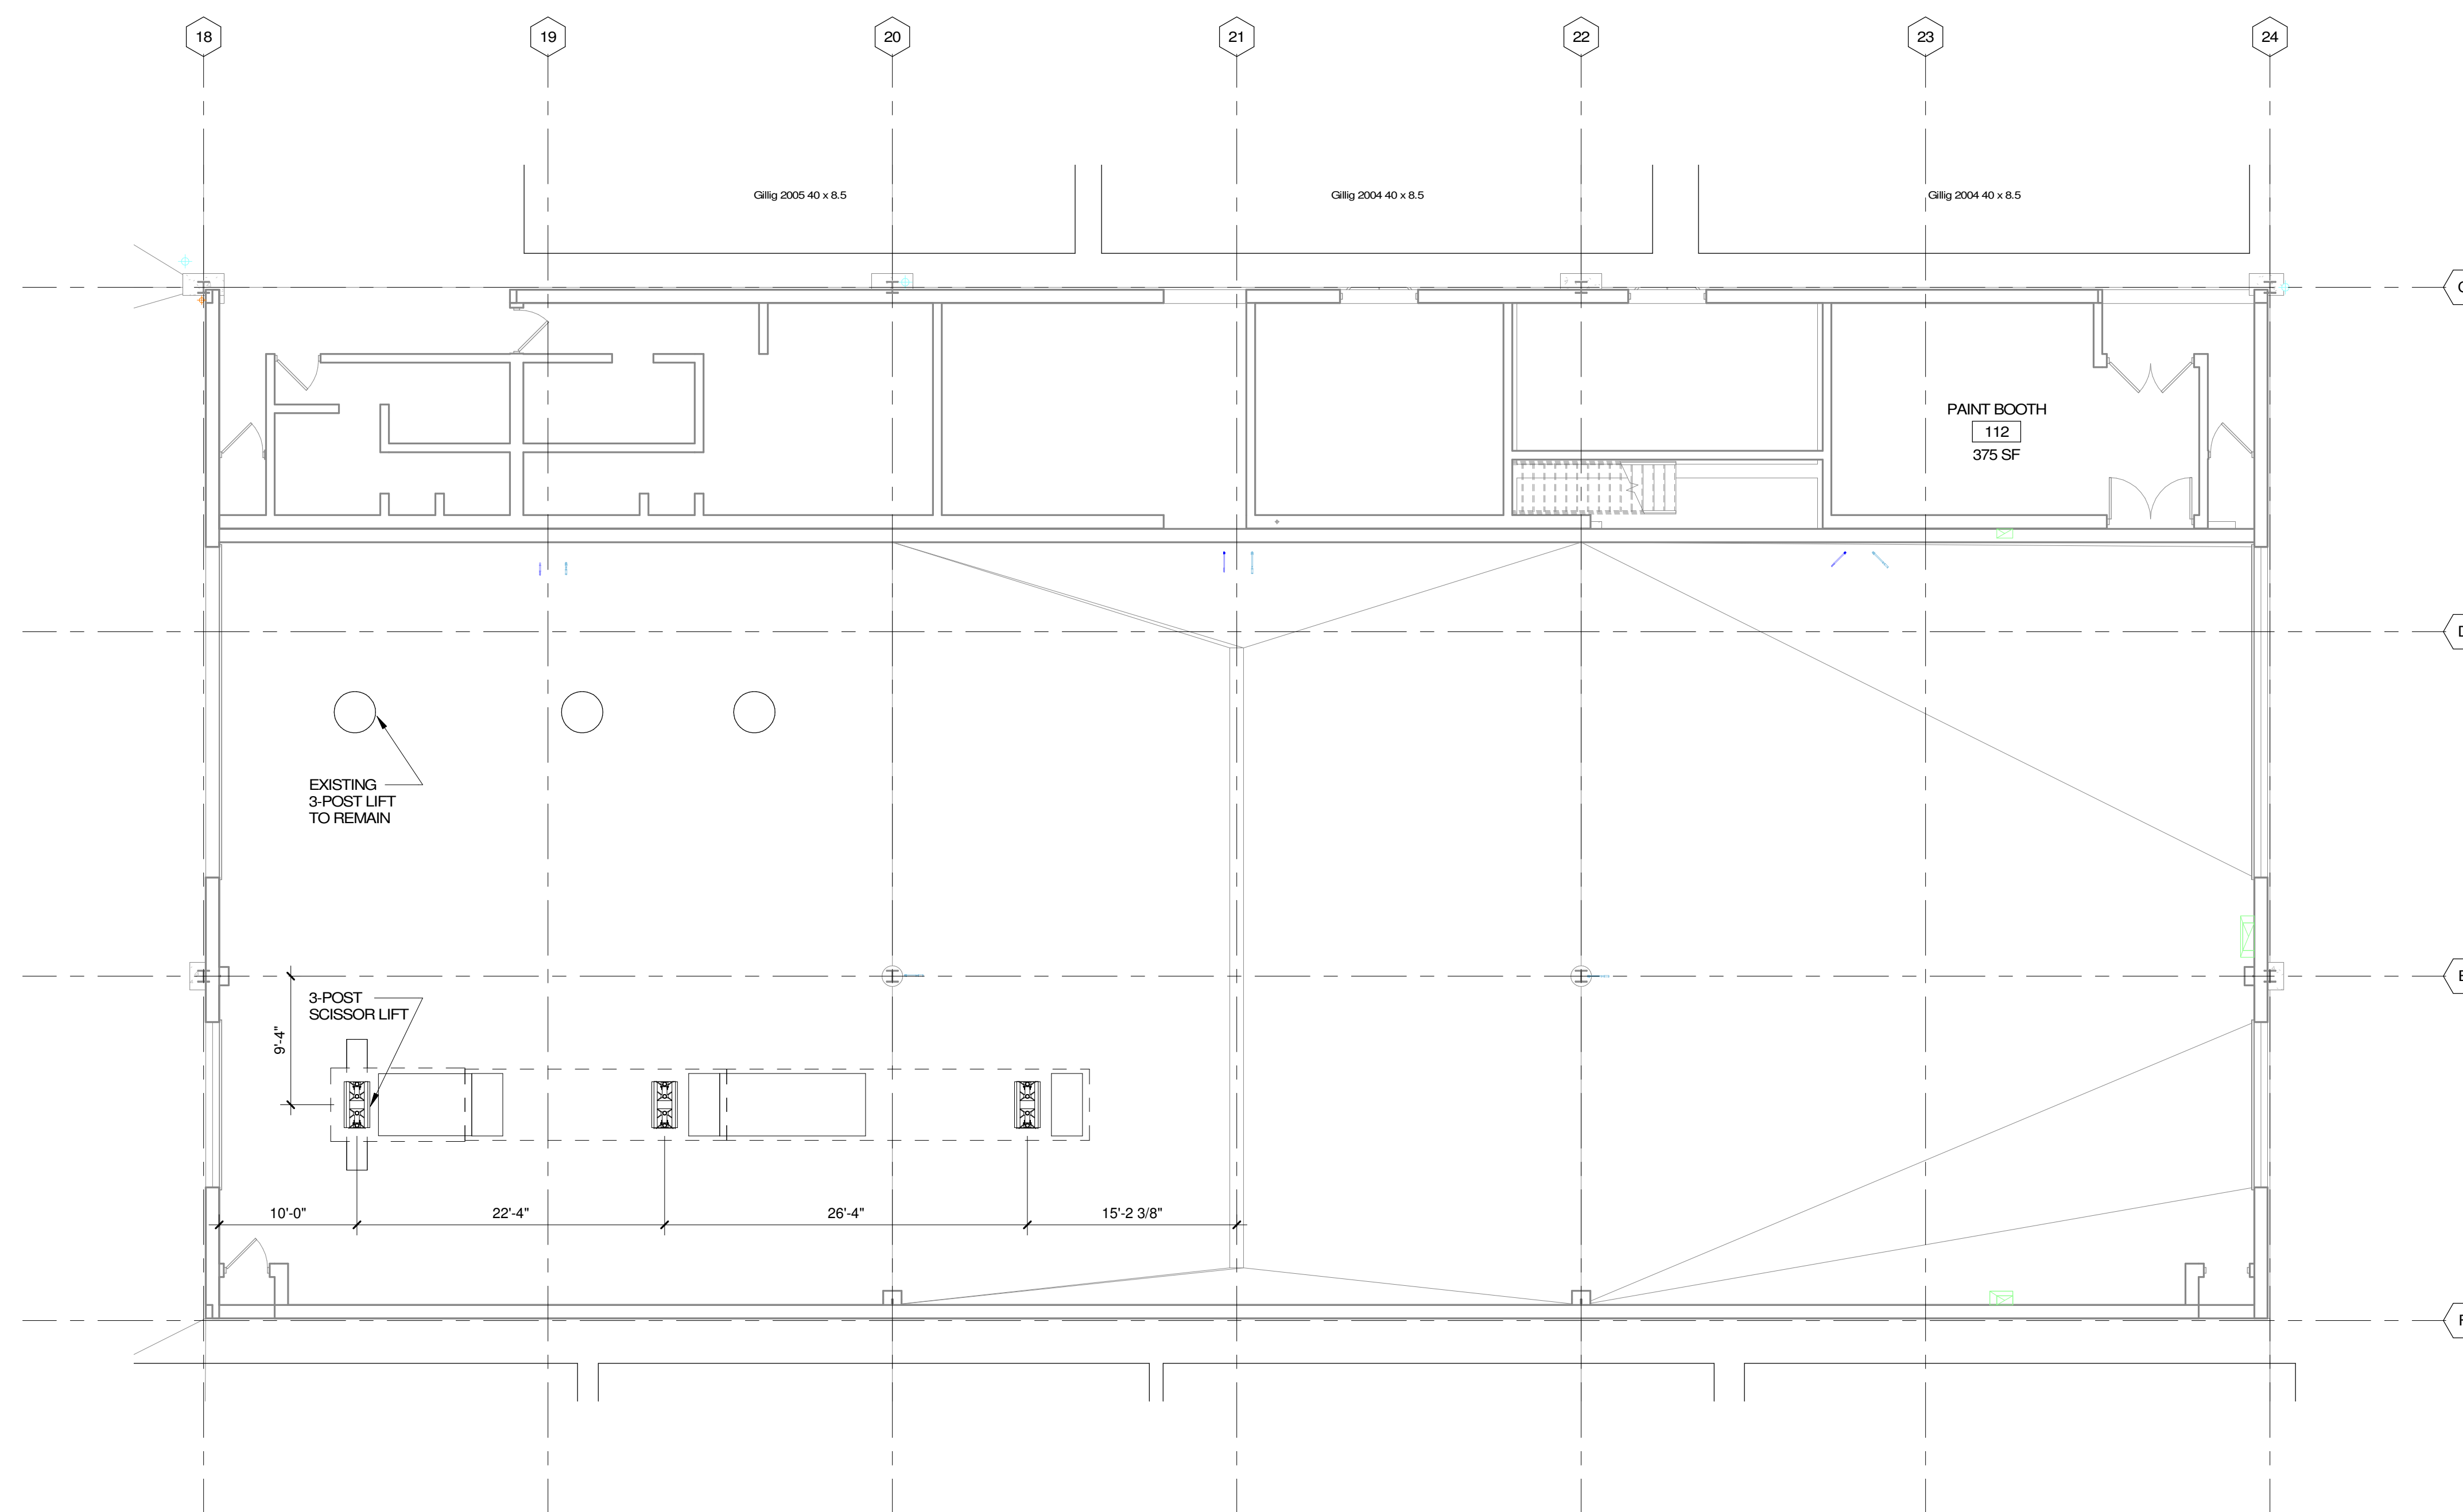 18
19
20
21
22
23
24
Gillig 2005 40 x 8.5
Gillig 2004 40 x 8.5
Gillig 2004 40 x 8.5
PAINT BOOTH
112
375 SF
D
EXISTING
3-POST LIFT
TO REMAIN
E
3-POST
SCISSOR LIFT
9'-4"
10'-0"
22'-4"
26'-4"
15'-2 3/8"
F